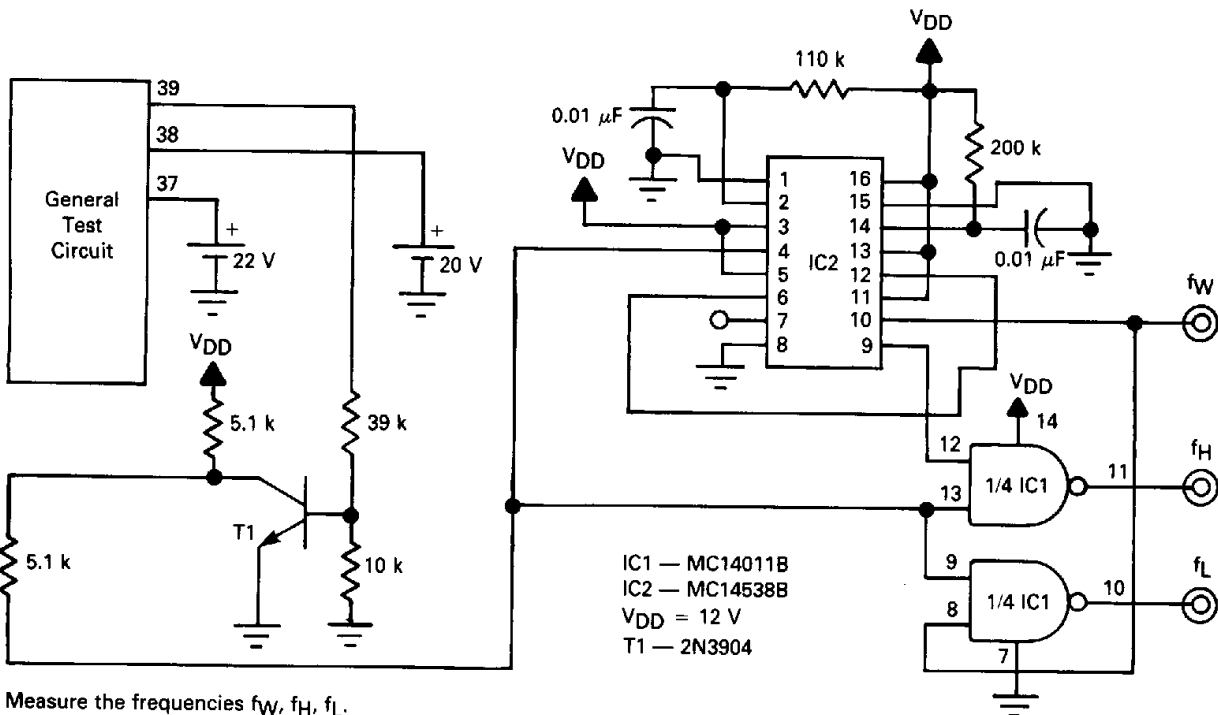 VDD
110 k
0.01 µF
200 k
VDD
39
38
37
General
Test
Circuit
+
22 V
+
20 V
1
2
3
4
5
6
7
8
IC2
16
15
14
13
12
11
10
9
0.01 µF
fW
VDD
5.1 k
39 k
T1
10 k
5.1 k
VDD
14
12
13
1/4 IC1
11
fH
9
8
1/4 IC1
10
fL
7
IC1 — MC14011B
IC2 — MC14538B
VDD = 12 V
T1 — 2N3904
Measure the frequencies fW, fH, fL.